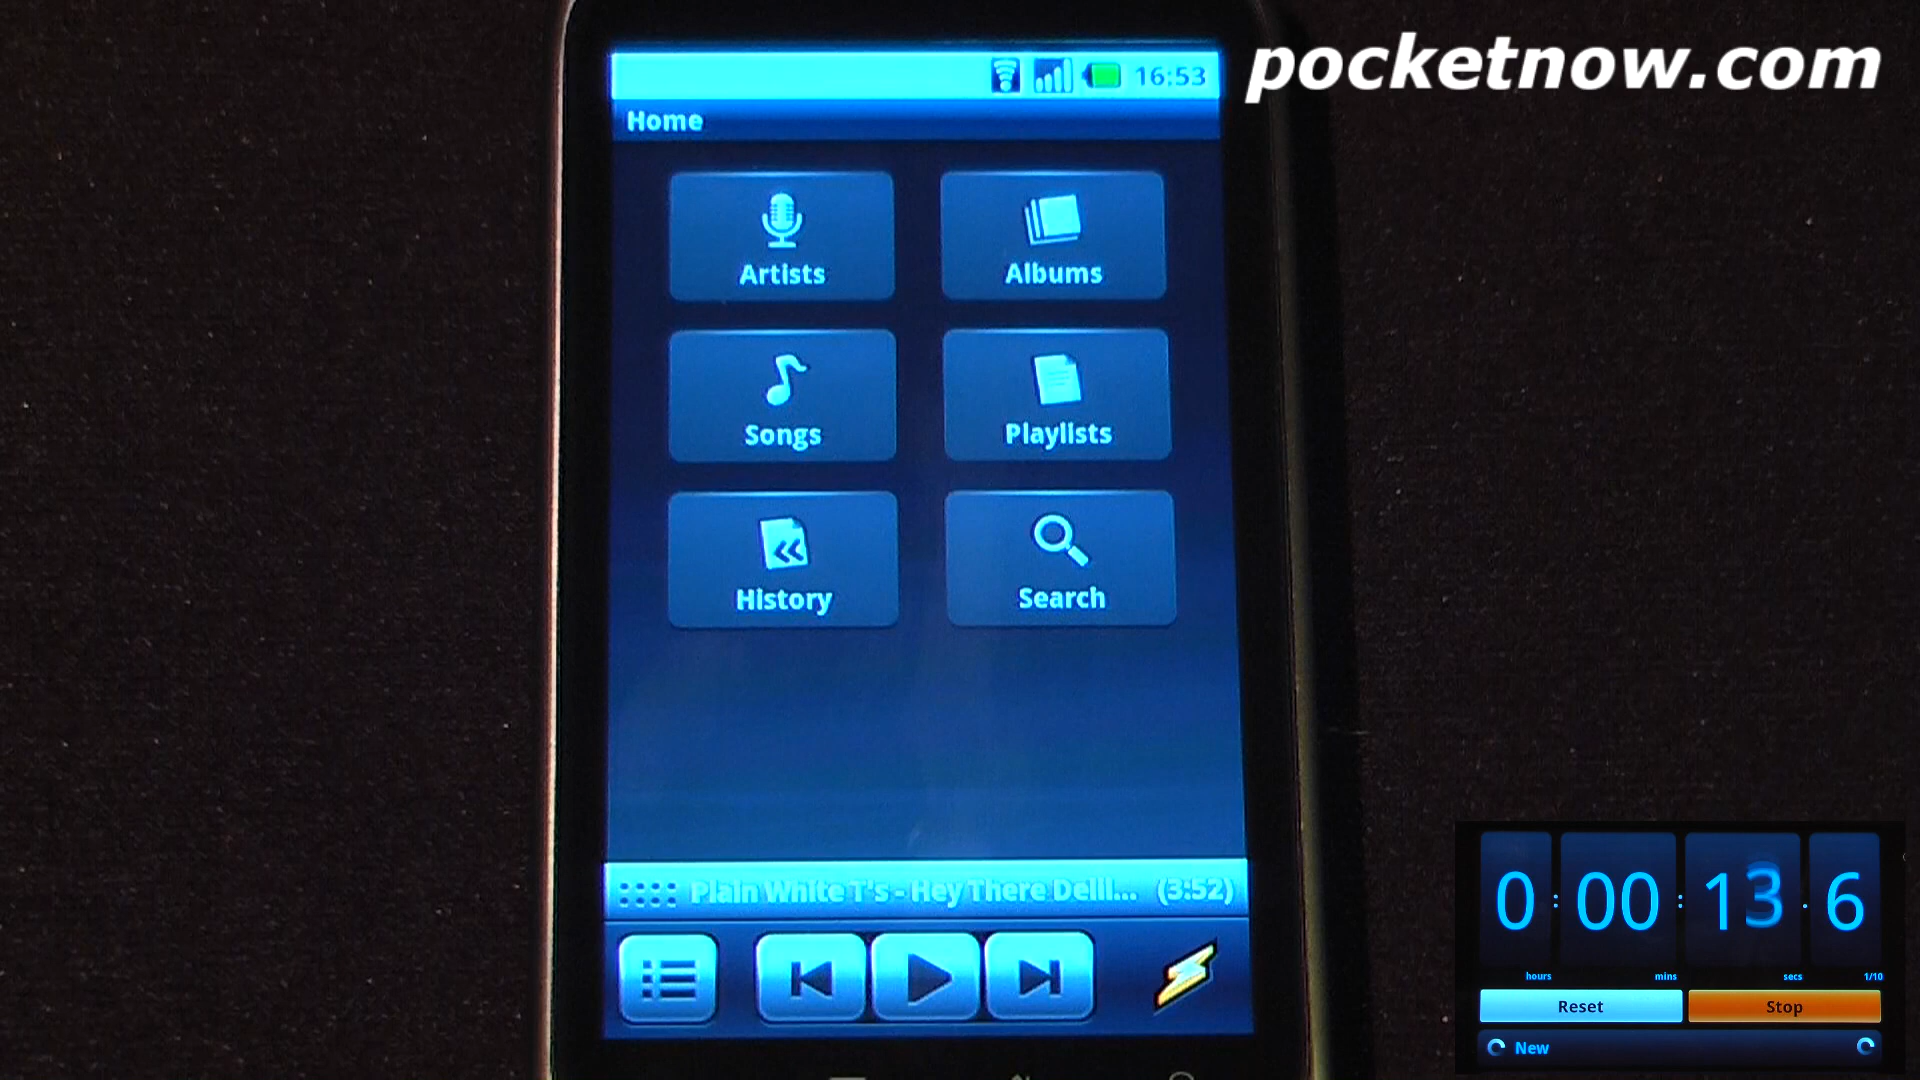 pocketnow.com
16:53
Home
Artists
Albums
Songs
Playlists
History
Search
Plain White T's - Hey There Delil... (3:52)
0 : 00 : 13 . 6
hours mins secs 1/10
Reset Stop
New